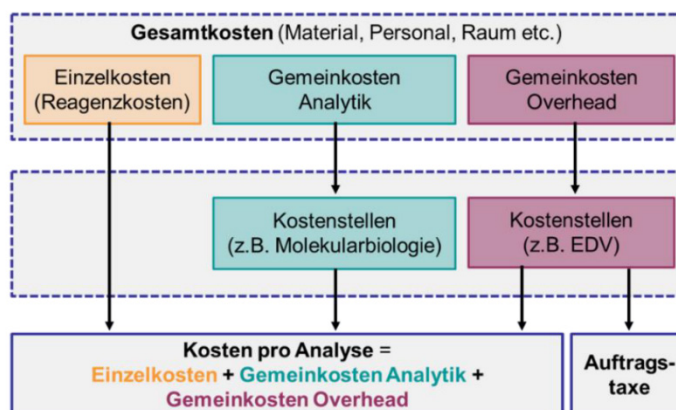 Gesamtkosten (Material, Personal, Raum etc.)
Einzelkosten
(Reagenzkosten)
Gemeinkosten
Analytik
Gemeinkosten
Overhead
Kostenstellen
(z.B. Molekularbiologie)
Kostenstellen
(z.B. EDV)
Kosten pro Analyse =
Einzelkosten + Gemeinkosten Analytik +
Gemeinkosten Overhead
Auftrags-
taxe